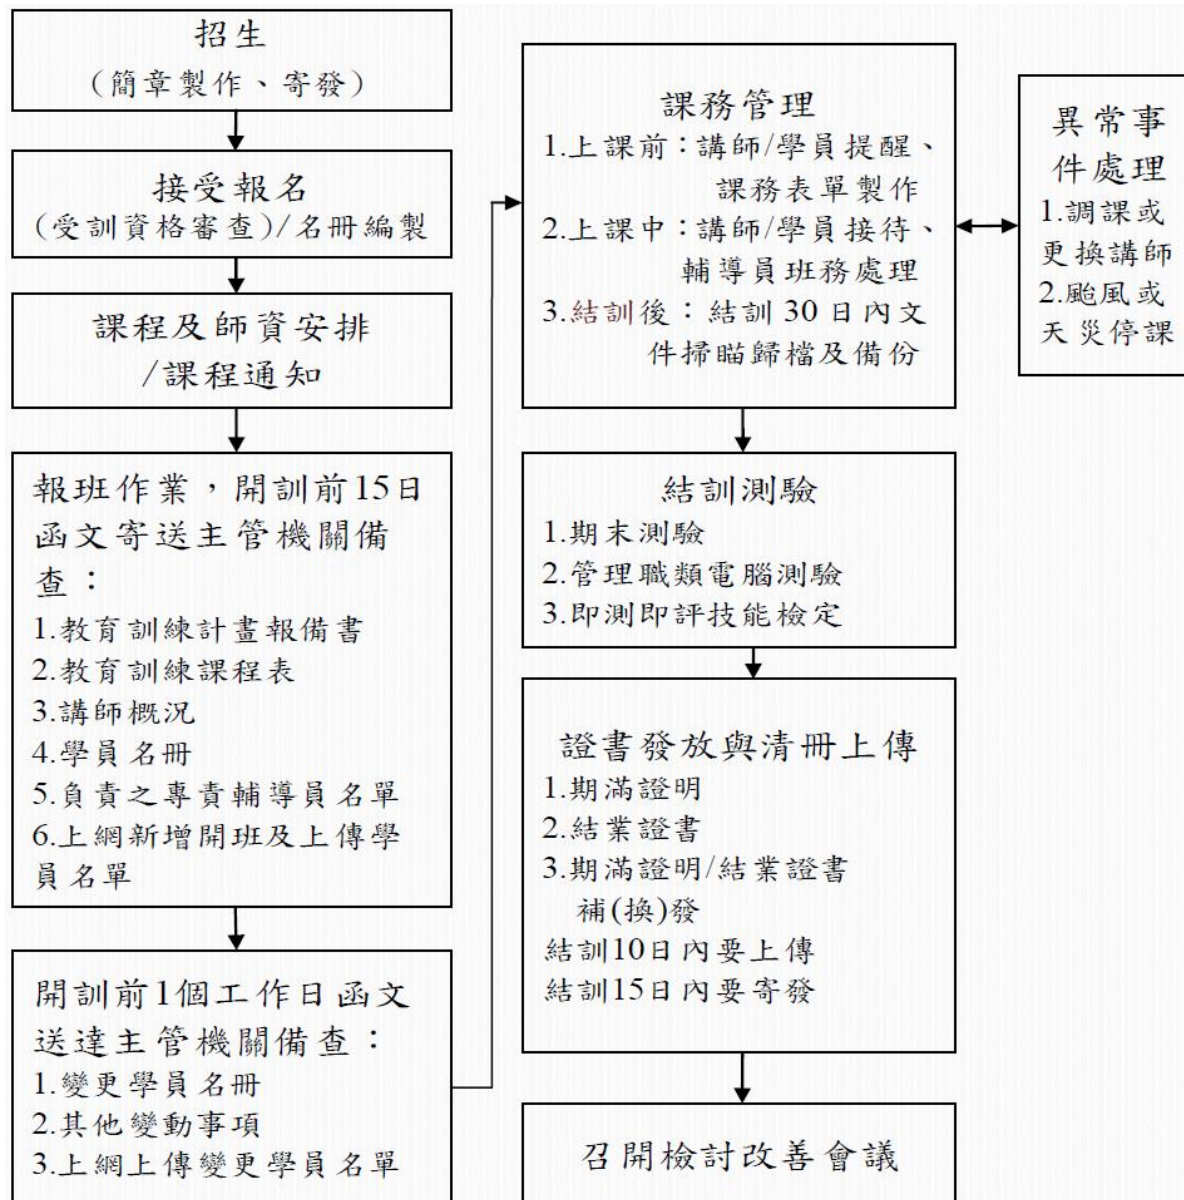 招生
（簡章製作、寄發）
接受報名
(受訓資格審查)/名冊編製
課程及師資安排
/課程通知
報班作業，開訓前15日
函文寄送主管機關備
查：
1.教育訓練計畫報備書
2.教育訓練課程表
3.講師概況
4.學員名冊
5.負責之專責輔導員名單
6.上網新增開班及上傳學
員名單
開訓前1個工作日函文
送達主管機關備查：
1.變更學員名冊
2.其他變動事項
3.上網上傳變更學員名單
課務管理
1.上課前：講師/學員提醒、
課務表單製作
2.上課中：講師/學員接待、
輔導員班務處理
3.結訓後：結訓30日內文
件掃瞄歸檔及備份
異常事
件處理
1.調課或
更換講師
2.颱風或
天災停課
結訓測驗
1.期末測驗
2.管理職類電腦測驗
3.即測即評技能檢定
證書發放與清冊上傳
1.期滿證明
2.結業證書
3.期滿證明/結業證書
補(換)發
結訓10日內要上傳
結訓15日內要寄發
召開檢討改善會議